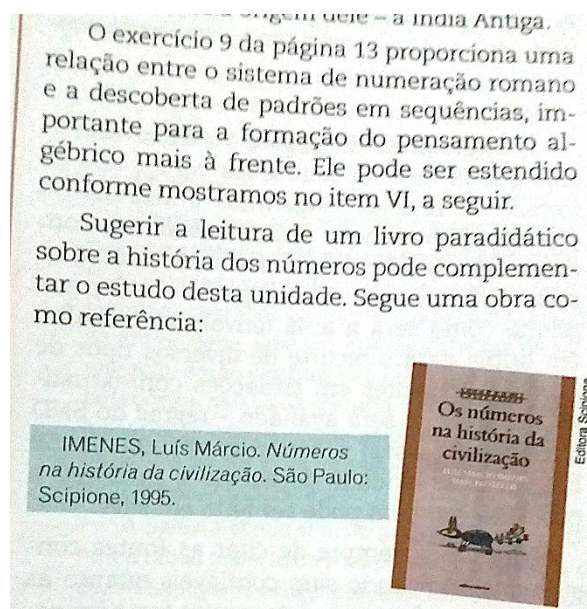 origem dele – a Índia Antiga.
O exercício 9 da página 13 proporciona uma
relação entre o sistema de numeração romano
e a descoberta de padrões em sequências, im-
portante para a formação do pensamento al-
gébrico mais à frente. Ele pode ser estendido
conforme mostramos no item VI, a seguir.
Sugerir a leitura de um livro paradidático
sobre a história dos números pode complemen-
tar o estudo desta unidade. Segue uma obra co-
mo referência:
IMENES, Luís Márcio. Números
na história da civilização. São Paulo:
Scipione, 1995.
Os números
na história da
civilização
Editora Scipione